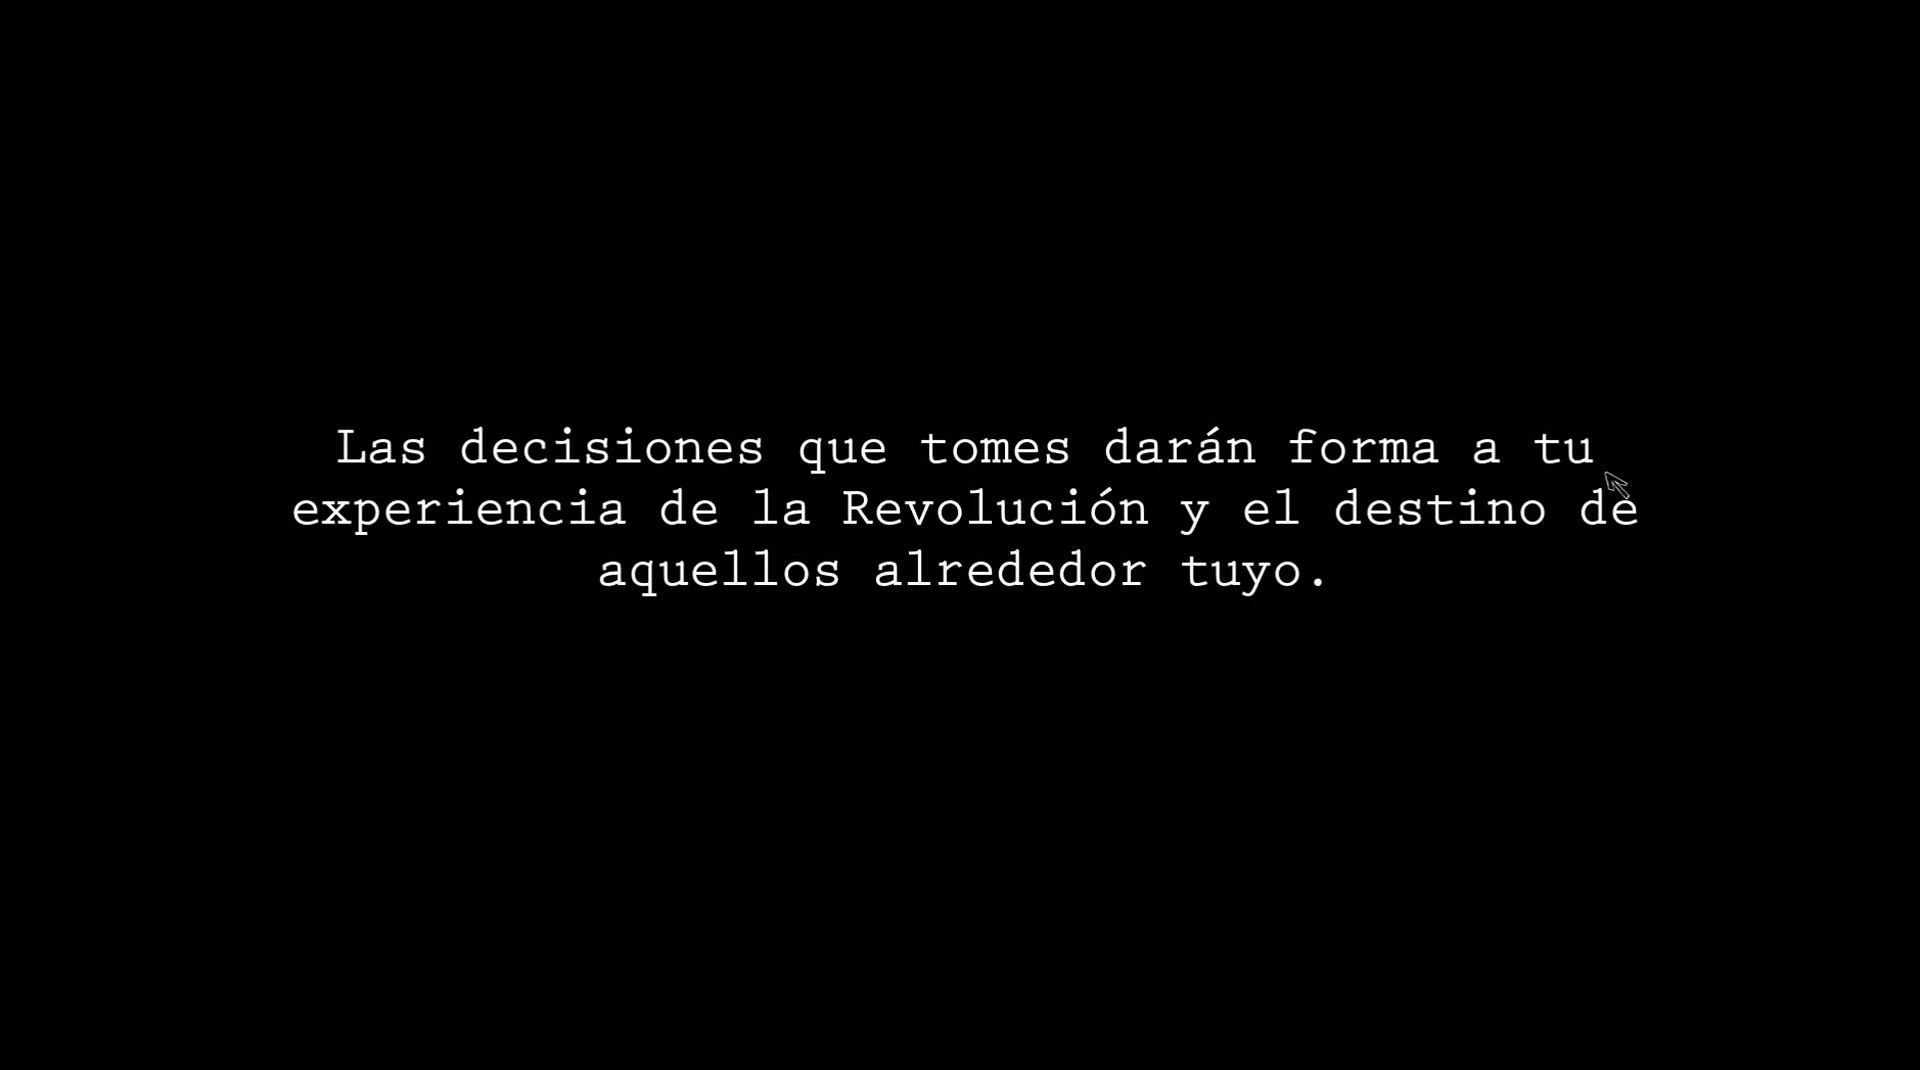 Las decisiones que tomes darán forma a tu
experiencia de la Revolución y el destino de
aquellos alrededor tuyo.